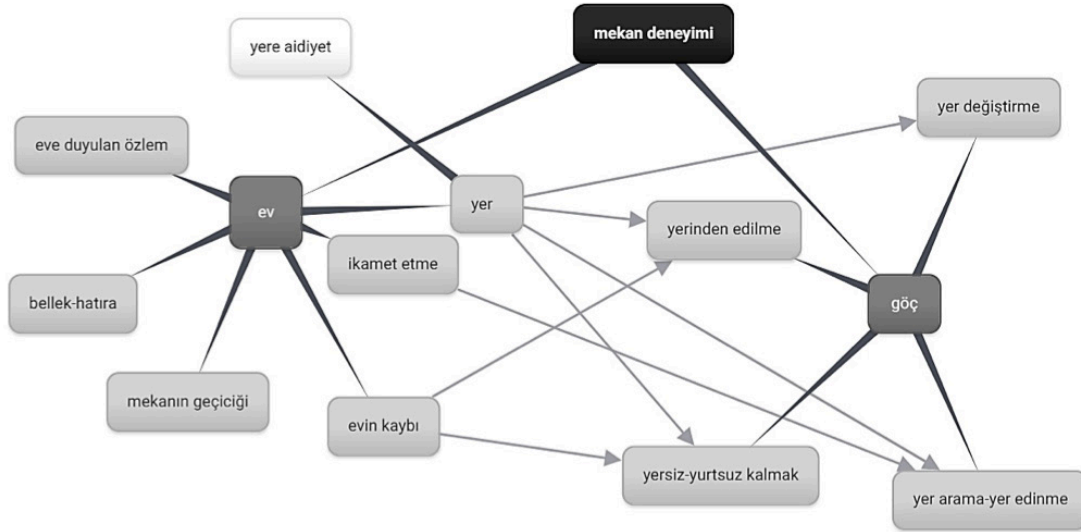 mekan deneyimi
yere aidiyet
yer değiştirme
eve duyulan özlem
ev
yer
yerinden edilme
ikamet etme
bellek-hatıra
göç
mekanın geçiciği
evin kaybı
yersiz-yurtsuz kalmak
yer arama-yer edinme